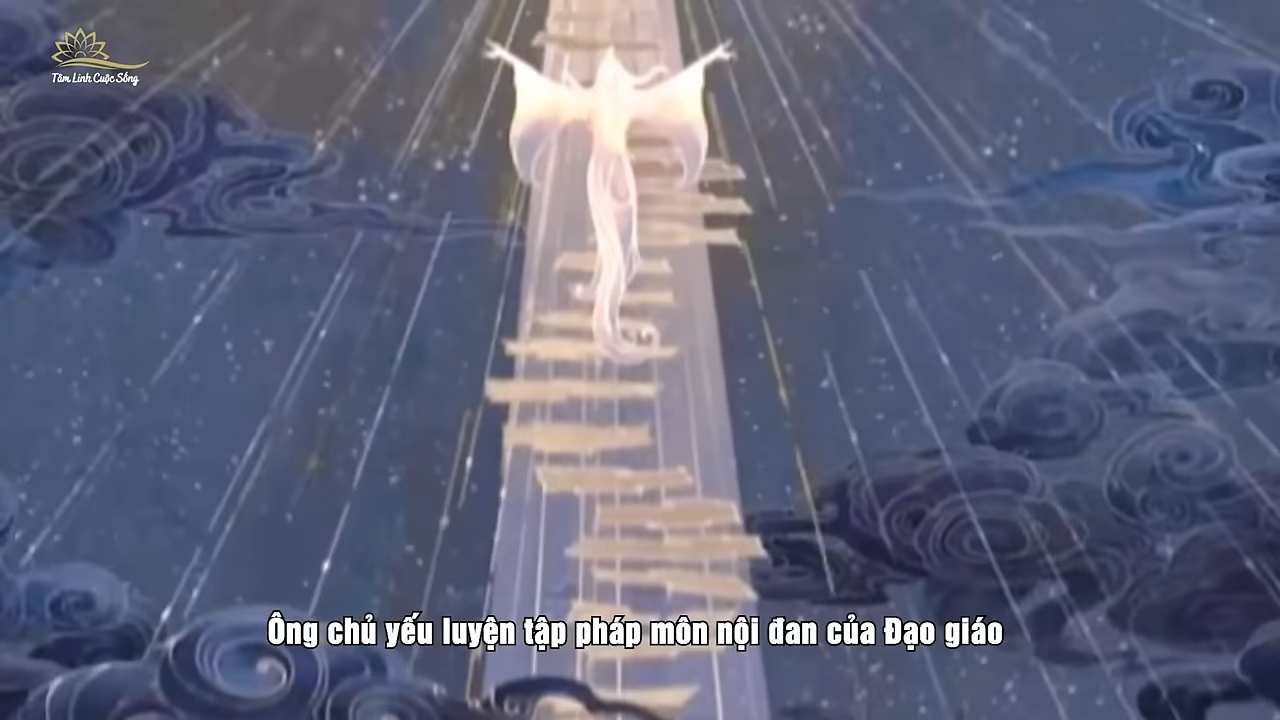 Tâm Linh Cuộc Sống
Ông chủ yếu luyện tập pháp môn nội đan của Đạo giáo